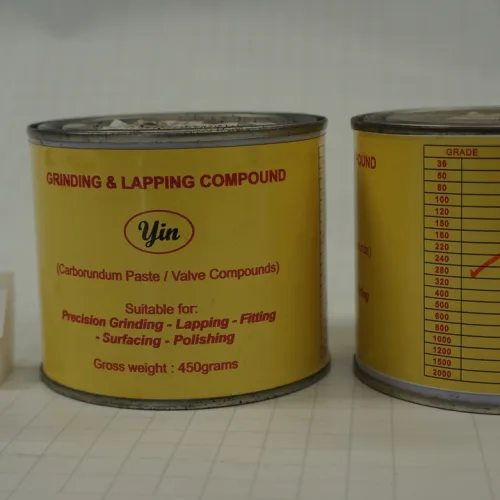 GRINDING & LAPPING COMPOUND
Yin
(Carborundum Paste / Valve Compounds)
Suitable for:
Precision Grinding - Lapping - Fitting
- Surfacing - Polishing
Gross weight : 450grams
GRADE
36
60
80
100
120
150
180
220
240
280
320
400
500
600
800
1000
1200
1500
2000